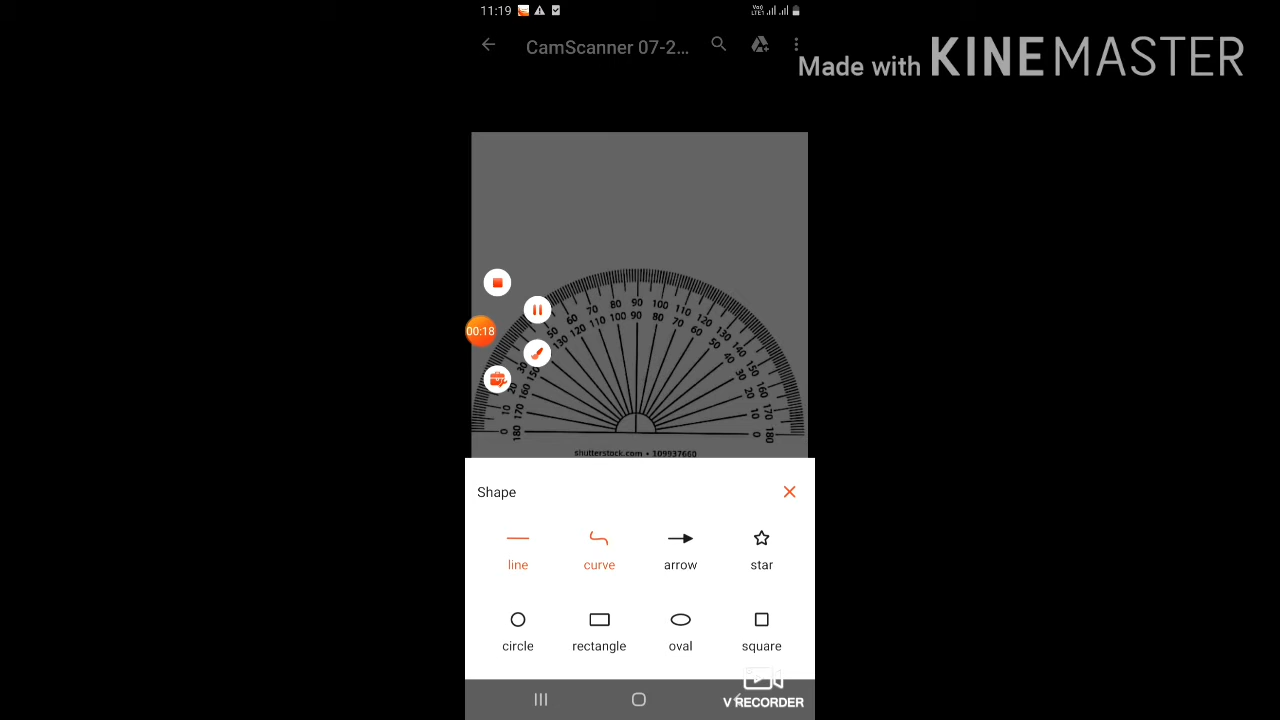 11:19
CamScanner 07-2...
Made with KINEMASTER
00:18
50 60 70 80 90 100 110 120 130 140 150 160 170 180
130 120 110 100 90 80 70 60 50 40 30 20 10 0
30 20 10 0
150 160 170 180
shutterstock.com • 109937660
Shape
line curve arrow star
circle rectangle oval square
V RECORDER